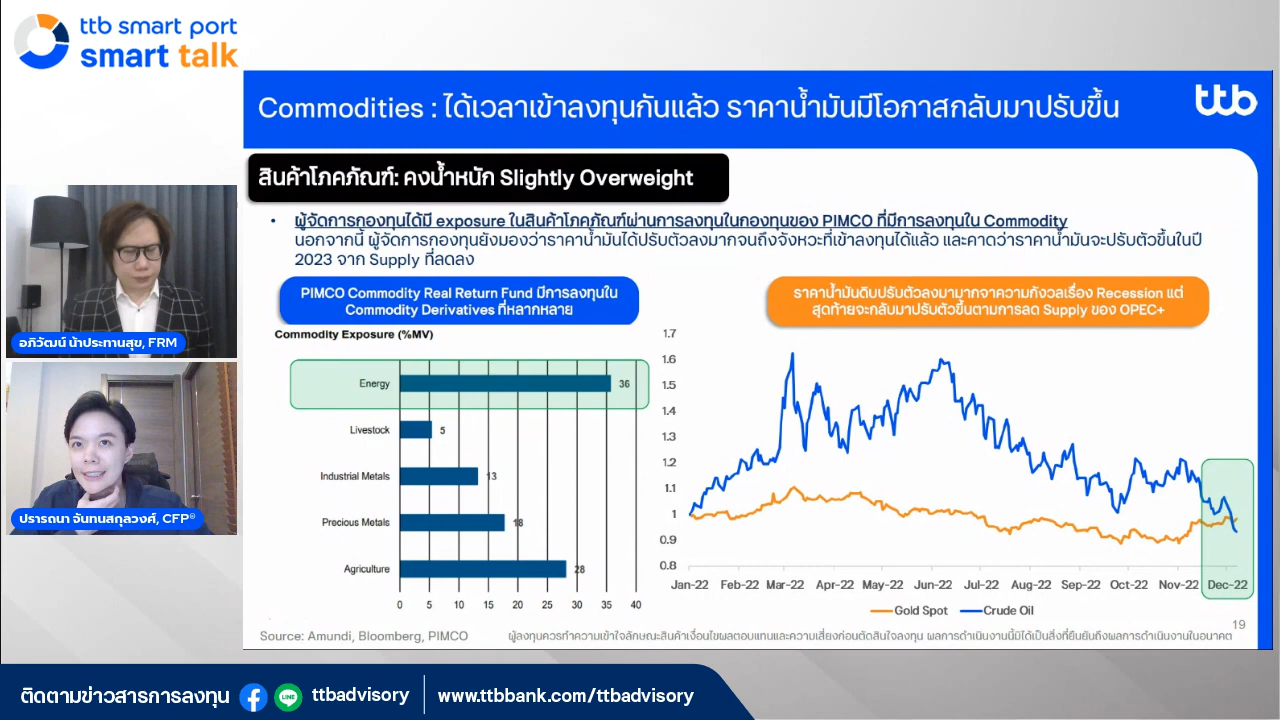 ttb smart port
smart talk
Commodities : ได้เวลาเข้าลงทุนกันแล้ว ราคาน้ำมันมีโอกาสกลับมาปรับขึ้น
ttb
สินค้าโภคภัณฑ์: คงน้ำหนัก Slightly Overweight
• ผู้จัดการกองทุนได้มี exposure ในสินค้าโภคภัณฑ์ผ่านการลงทุนในกองทุนของ PIMCO ที่มีการลงทุนใน Commodity
นอกจากนี้ ผู้จัดการกองทุนยังมองว่าราคาน้ำมันได้ปรับตัวลงมากจนถึงจังหวะที่เข้าลงทุนได้แล้ว และคาดว่าราคาน้ำมันจะปรับตัวขึ้นในปี
2023 จาก Supply ที่ลดลง
PIMCO Commodity Real Return Fund มีการลงทุนใน
Commodity Derivatives ที่หลากหลาย
Commodity Exposure (%MV)
Energy 36
Livestock 5
Industrial Metals 13
Precious Metals 18
Agriculture 28
0 5 10 15 20 25 30 35 40
ราคาน้ำมันดิบปรับตัวลงมามากจาความกังวลเรื่อง Recession แต่
สุดท้ายจะกลับมาปรับตัวขึ้นตามการลด Supply ของ OPEC+
1.7
1.6
1.5
1.4
1.3
1.2
1.1
1
0.9
0.8
Jan-22 Feb-22 Mar-22 Apr-22 May-22 Jun-22 Jul-22 Aug-22 Sep-22 Oct-22 Nov-22 Dec-22
Gold Spot Crude Oil
Source: Amundi, Bloomberg, PIMCO
ผู้ลงทุนควรทำความเข้าใจลักษณะสินค้าเงื่อนไขผลตอบแทนและความเสี่ยงก่อนตัดสินใจลงทุน ผลการดำเนินงานนี้มิได้เป็นสิ่งที่ยืนยันถึงผลการดำเนินงานในอนาคต
19
อภิวัฒน์ น้าประทานสุข, FRM
ปรารถนา จันทนสกุลวงศ์, CFP®
ติดตามข่าวสารการลงทุน
LINE
ttbadvisory
www.ttbbank.com/ttbadvisory